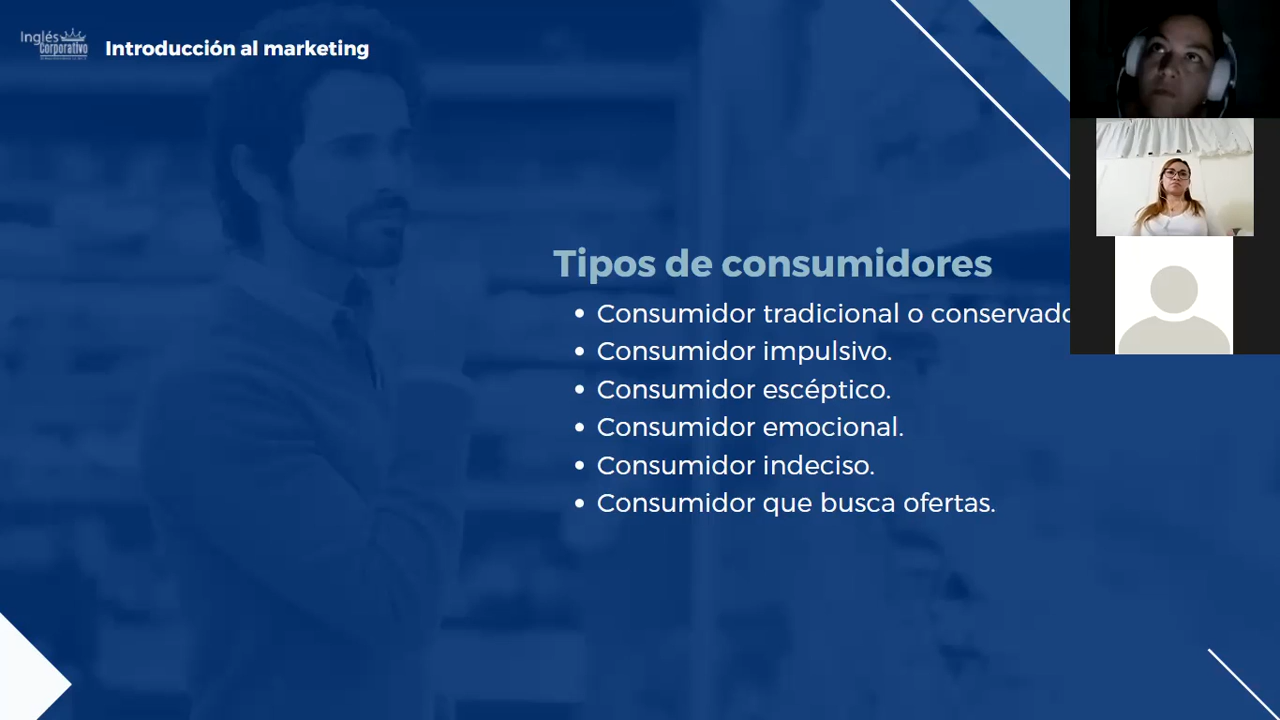 Inglés
Corporativo
Introducción al marketing
Tipos de consumidores
• Consumidor tradicional o conservado
• Consumidor impulsivo.
• Consumidor escéptico.
• Consumidor emocional.
• Consumidor indeciso.
• Consumidor que busca ofertas.